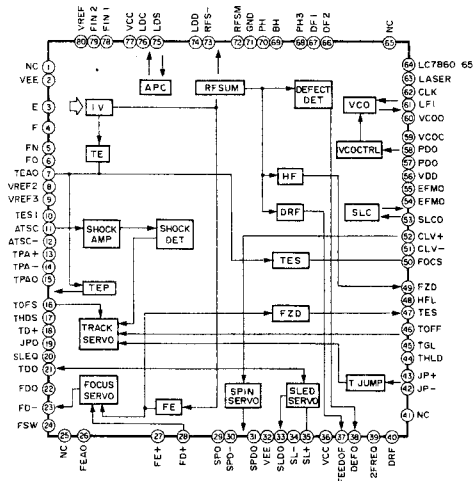 VREF FIN 2 FIN 1 VCC LDC LDS LDD RFS- RFSM GND PH BH PH3 DF1 DF2 NC
80 79 78 77 76 75 74 73 72 71 70 69 68 67 66 65
NC 1
VEE 2
E 3
F 4
FN 5
FO 6
TEAO 7
VREF2 8
VREF3 9
TES I 10
ATSC 11
ATSC- 12
TPA+ 13
TPA- 14
TPAO 15
TOFS 16
THDS 17
TD+ 18
JPO 19
SLEQ 20
TDO 21
FDO 22
FD- 23
FSW 24
APC
RFSUM
DEFECT DET
IV
TE
HF
DRF
VCO
VCOCTRL
SLC
SHOCK AMP
SHOCK DET
TES
TEP
FZD
TRACK SERVO
T JUMP
FOCUS SERVO
FE
SPIN SERVO
SLED SERVO
64 LC7860 65
63 LASER
62 CLK
61 LFI
60 VCOO
59 VCOC
58 PDO
57 PDO
56 VDD
55 EFMO
54 EFMO
53 SLCO
52 CLV+
51 CLV-
50 FOCS
49 FZD
48 HFL
47 TES
46 TOFF
45 TGL
44 THLD
43 JP+
42 JP-
41 NC
25 26 27 28 29 30 31 32 33 34 35 36 37 38 39 40
NC FEAO FE+ FD+ SPO SPD- SPDO VEE SLDO SL- SL+ VCC FEEDOF DEFO 2FREQ DRF